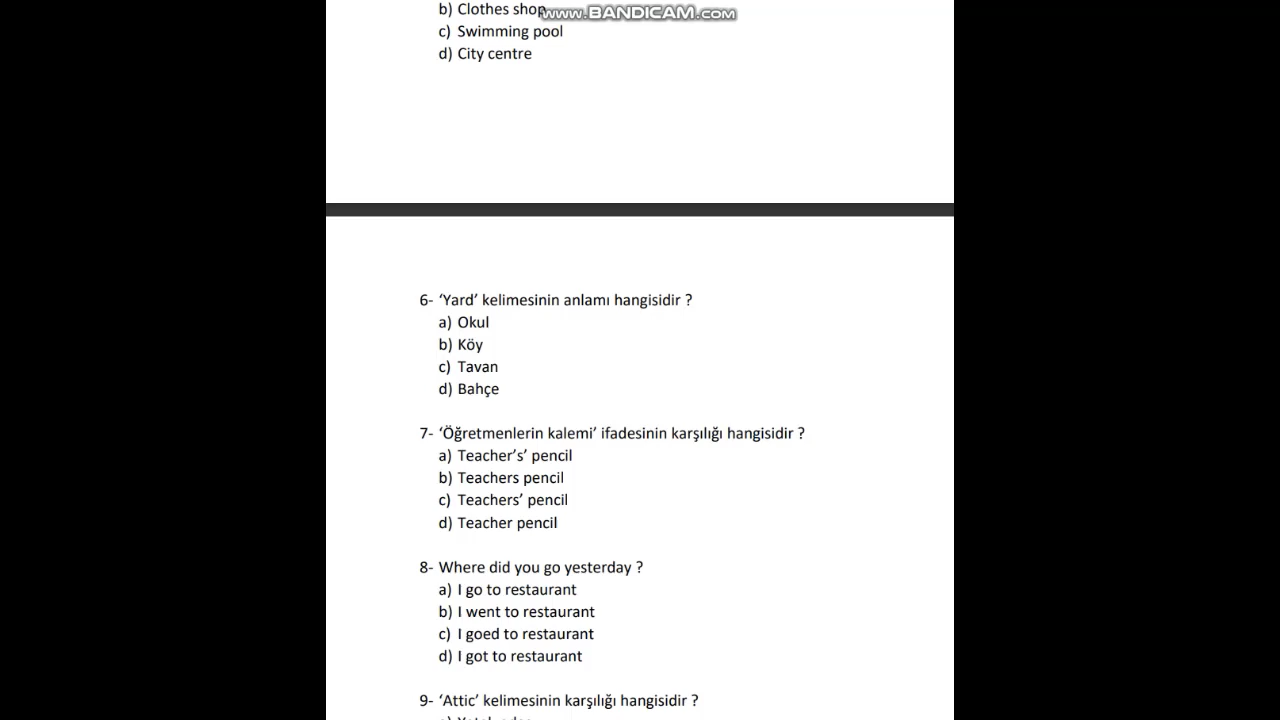 b) Clothes shop
www.BANDICAM.com
c) Swimming pool
d) City centre
6- ‘Yard’ kelimesinin anlamı hangisidir ?
a) Okul
b) Köy
c) Tavan
d) Bahçe
7- ‘Öğretmenlerin kalemi’ ifadesinin karşılığı hangisidir ?
a) Teacher’s’ pencil
b) Teachers pencil
c) Teachers’ pencil
d) Teacher pencil
8- Where did you go yesterday ?
a) I go to restaurant
b) I went to restaurant
c) I goed to restaurant
d) I got to restaurant
9- ‘Attic’ kelimesinin karşılığı hangisidir ?